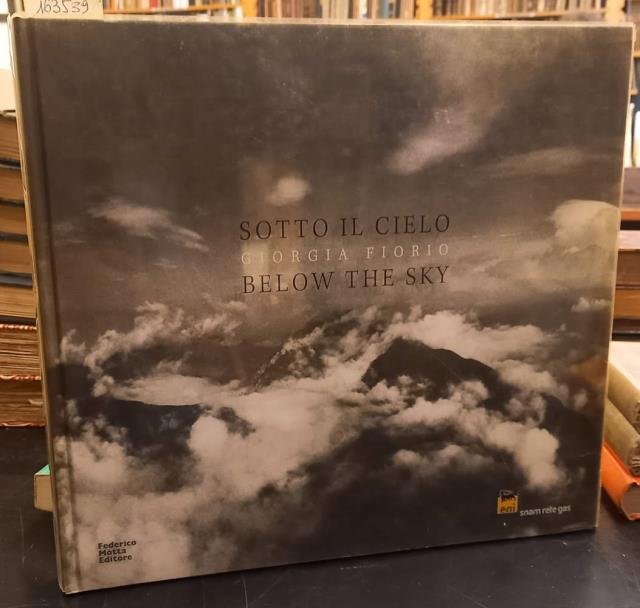 163539
SOTTO IL CIELO
GIORGIA FIORIO
BELOW THE SKY
eni
snam rete gas
Federico
Motta
Editore